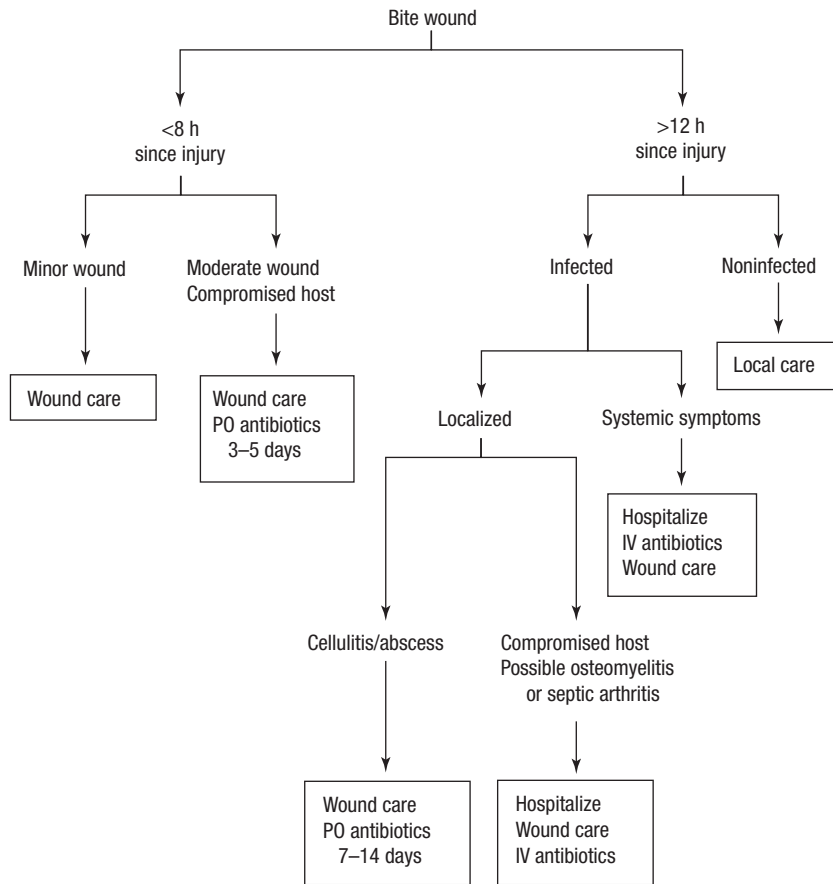 Bite wound
<8 h
since injury
>12 h
since injury
Minor wound
Moderate wound
Compromised host
Infected
Noninfected
Wound care
Wound care
PO antibiotics
3–5 days
Local care
Localized
Systemic symptoms
Hospitalize
IV antibiotics
Wound care
Cellulitis/abscess
Compromised host
Possible osteomyelitis
or septic arthritis
Wound care
PO antibiotics
7–14 days
Hospitalize
Wound care
IV antibiotics